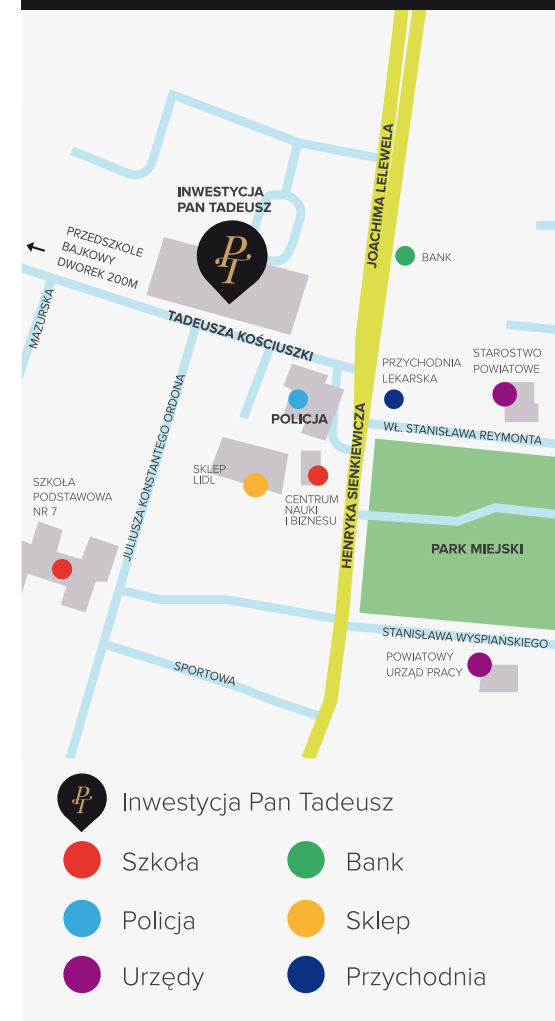 JOACHIMA LELEWELA
INWESTYCJA
PAN TADEUSZ
PT
PRZEDSZKOLE
BAJKOWY
DWOREK 200M
BANK
MAZURSKA
TADEUSZA KOŚCIUSZKI
PRZYCHODNIA
LEKARSKA
STAROSTWO
POWIATOWE
JULIUSZA KONSTANTEGO ORDONA
POLICJA
WŁ. STANISŁAWA REYMONTA
HENRYKA SIENKIEWICZA
SKLEP
LIDL
SZKOŁA
PODSTAWOWA
NR 7
CENTRUM
NAUKI
I BIZNESU
PARK MIEJSKI
STANISŁAWA WYSPIAŃSKIEGO
POWIATOWY
URZĄD PRACY
SPORTOWA
PT
Inwestycja Pan Tadeusz
Szkoła
Bank
Policja
Sklep
Urzędy
Przychodnia